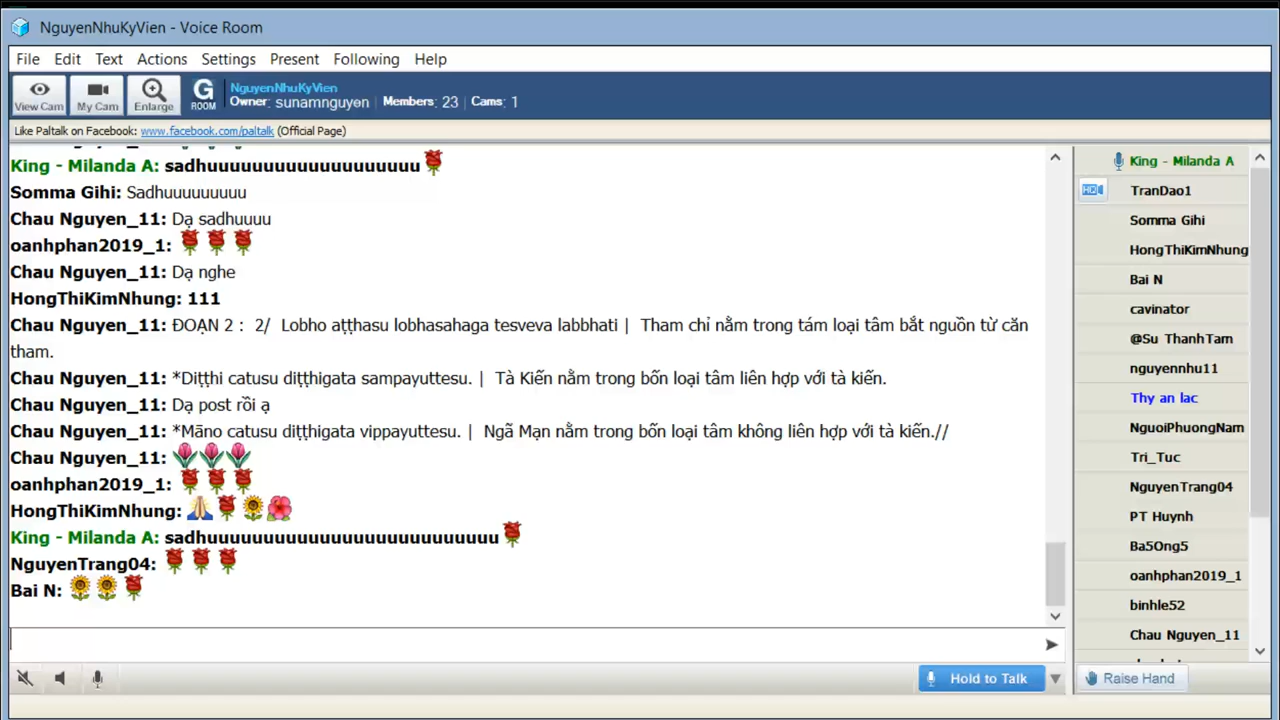 NguyenNhuKyVien - Voice Room
File Edit Text Actions Settings Present Following Help
View Cam My Cam Enlarge G ROOM
NguyenNhuKyVien
Owner: sunamnguyen | Members: 23 | Cams: 1
Like Paltalk on Facebook: www.facebook.com/paltalk (Official Page)
King - Milanda A: sadhuuuuuuuuuuuuuuuuuuu
Somma Gihi: Sadhuuuuuuuuu
Chau Nguyen_11: Dạ sadhuuuu
oanhphan2019_1:
Chau Nguyen_11: Dạ nghe
HongThiKimNhung: 111
Chau Nguyen_11: ĐOẠN 2 : 2/ Lobho aṭṭhasu lobhasahaga tesveva labbhati | Tham chỉ nằm trong tám loại tâm bắt nguồn từ căn
tham.
Chau Nguyen_11: *Diṭṭhi catusu diṭṭhigata sampayuttesu. | Tà Kiến nằm trong bốn loại tâm liên hợp với tà kiến.
Chau Nguyen_11: Dạ post rồi ạ
Chau Nguyen_11: *Māno catusu diṭṭhigata vippayuttesu. | Ngã Mạn nằm trong bốn loại tâm không liên hợp với tà kiến.//
Chau Nguyen_11:
oanhphan2019_1:
HongThiKimNhung:
King - Milanda A: sadhuuuuuuuuuuuuuuuuuuuuuuuuuu
NguyenTrang04:
Bai N:
King - Milanda A
TranDao1
Somma Gihi
HongThiKimNhung
Bai N
cavinator
@Su ThanhTam
nguyennhu11
Thy an lac
NguoiPhuongNam
Tri_Tuc
NguyenTrang04
PT Huynh
Ba5Ong5
oanhphan2019_1
binhle52
Chau Nguyen_11
Hold to Talk
Raise Hand